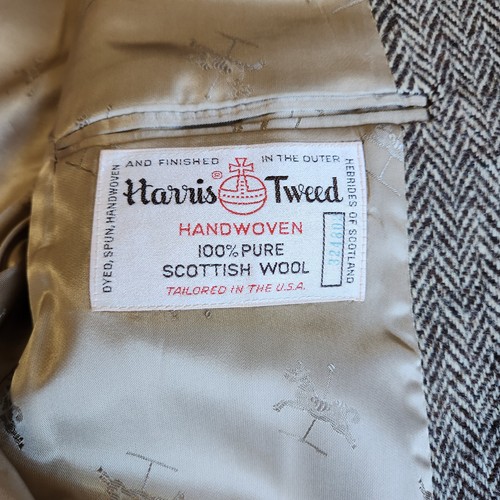 DYED, SPUN, HANDWOVEN
AND FINISHED
IN THE OUTER
HEBRIDES OF SCOTLAND
Harris® Tweed
HANDWOVEN
100% PURE
SCOTTISH WOOL
TAILORED IN THE U.S.A.